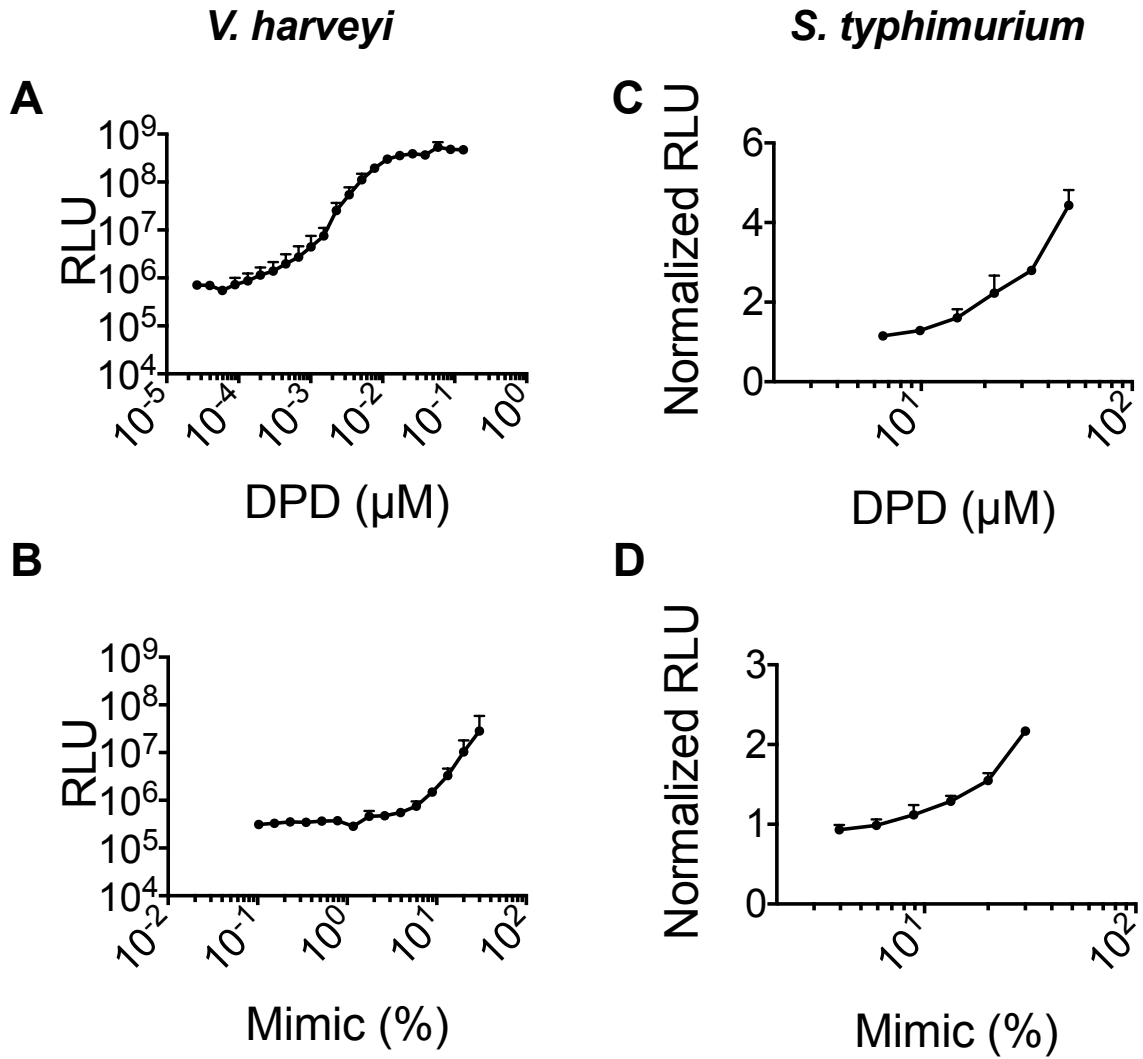 V. harveyi
S. typhimurium
A
RLU
10⁹
10⁸
10⁷
10⁶
10⁵
10⁴
10⁻⁵
10⁻⁴
10⁻³
10⁻²
10⁻¹
10⁰
DPD (µM)
C
Normalized RLU
6
4
2
0
10¹
10²
DPD (µM)
B
RLU
10⁹
10⁸
10⁷
10⁶
10⁵
10⁴
10⁻²
10⁻¹
10⁰
10¹
10²
Mimic (%)
D
Normalized RLU
3
2
1
0
10¹
10²
Mimic (%)